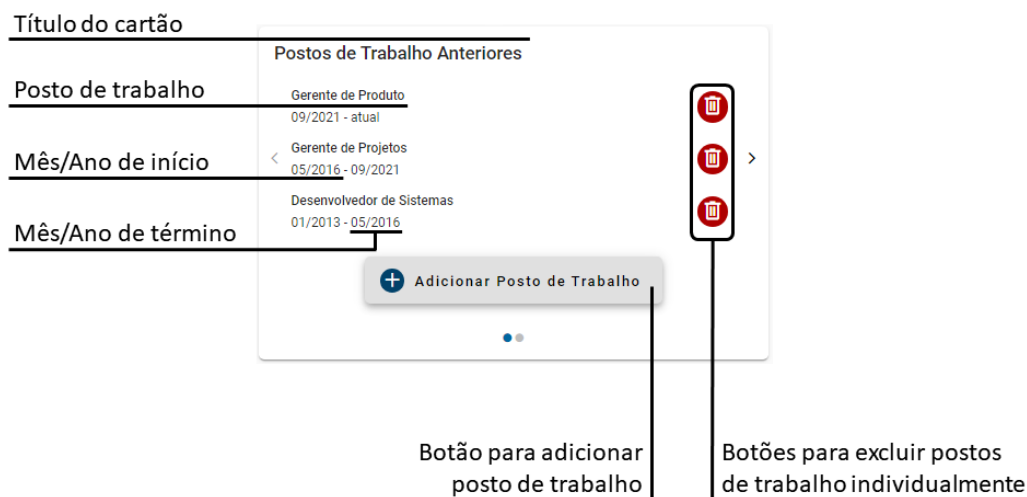 Título do cartão
Postos de Trabalho Anteriores
Posto de trabalho
Gerente de Produto
09/2021 - atual
Mês/Ano de início
Gerente de Projetos
05/2016 - 09/2021
Desenvolvedor de Sistemas
01/2013 - 05/2016
Mês/Ano de término
Adicionar Posto de Trabalho
Botão para adicionar
posto de trabalho
Botões para excluir postos
de trabalho individualmente